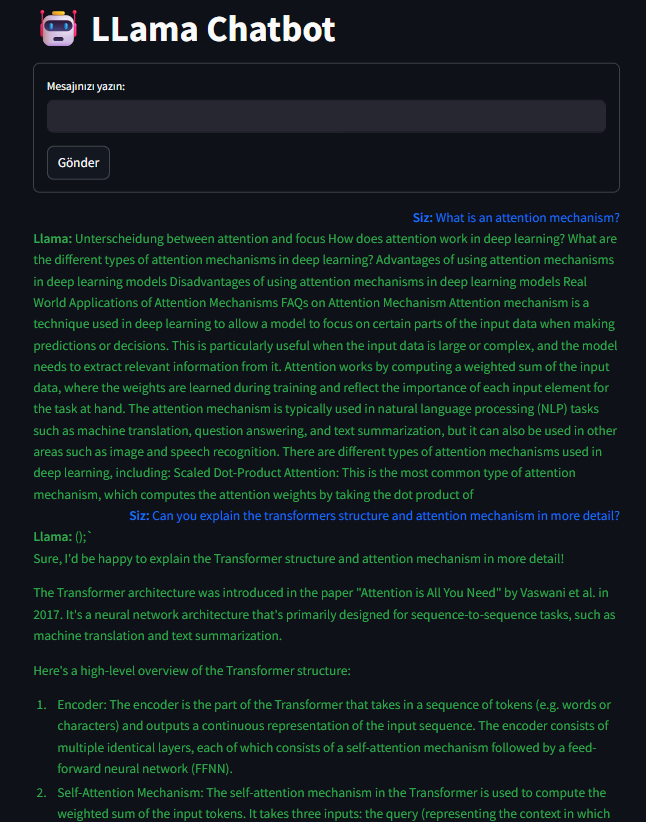 LLama Chatbot
Mesajınızı yazın:
Gönder
Siz: What is an attention mechanism?
Llama: Unterscheidung between attention and focus How does attention work in deep learning? What are
the different types of attention mechanisms in deep learning? Advantages of using attention mechanisms
in deep learning models Disadvantages of using attention mechanisms in deep learning models Real
World Applications of Attention Mechanisms FAQs on Attention Mechanism Attention mechanism is a
technique used in deep learning to allow a model to focus on certain parts of the input data when making
predictions or decisions. This is particularly useful when the input data is large or complex, and the model
needs to extract relevant information from it. Attention works by computing a weighted sum of the input
data, where the weights are learned during training and reflect the importance of each input element for
the task at hand. The attention mechanism is typically used in natural language processing (NLP) tasks
such as machine translation, question answering, and text summarization, but it can also be used in other
areas such as image and speech recognition. There are different types of attention mechanisms used in
deep learning, including: Scaled Dot-Product Attention: This is the most common type of attention
mechanism, which computes the attention weights by taking the dot product of
Siz: Can you explain the transformers structure and attention mechanism in more detail?
Llama: ();`
Sure, I'd be happy to explain the Transformer structure and attention mechanism in more detail!
The Transformer architecture was introduced in the paper "Attention is All You Need" by Vaswani et al. in
2017. It's a neural network architecture that's primarily designed for sequence-to-sequence tasks, such as
machine translation and text summarization.
Here's a high-level overview of the Transformer structure:
1. Encoder: The encoder is the part of the Transformer that takes in a sequence of tokens (e.g. words or
characters) and outputs a continuous representation of the input sequence. The encoder consists of
multiple identical layers, each of which consists of a self-attention mechanism followed by a feed-
forward neural network (FFNN).
2. Self-Attention Mechanism: The self-attention mechanism in the Transformer is used to compute the
weighted sum of the input tokens. It takes three inputs: the query (representing the context in which